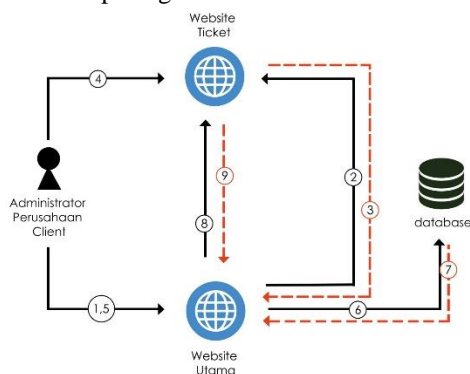 Website
Ticket
4
2
9
3
Administrator
Perusahaan
Client
8
database
7
1,5
6
Website
Utama